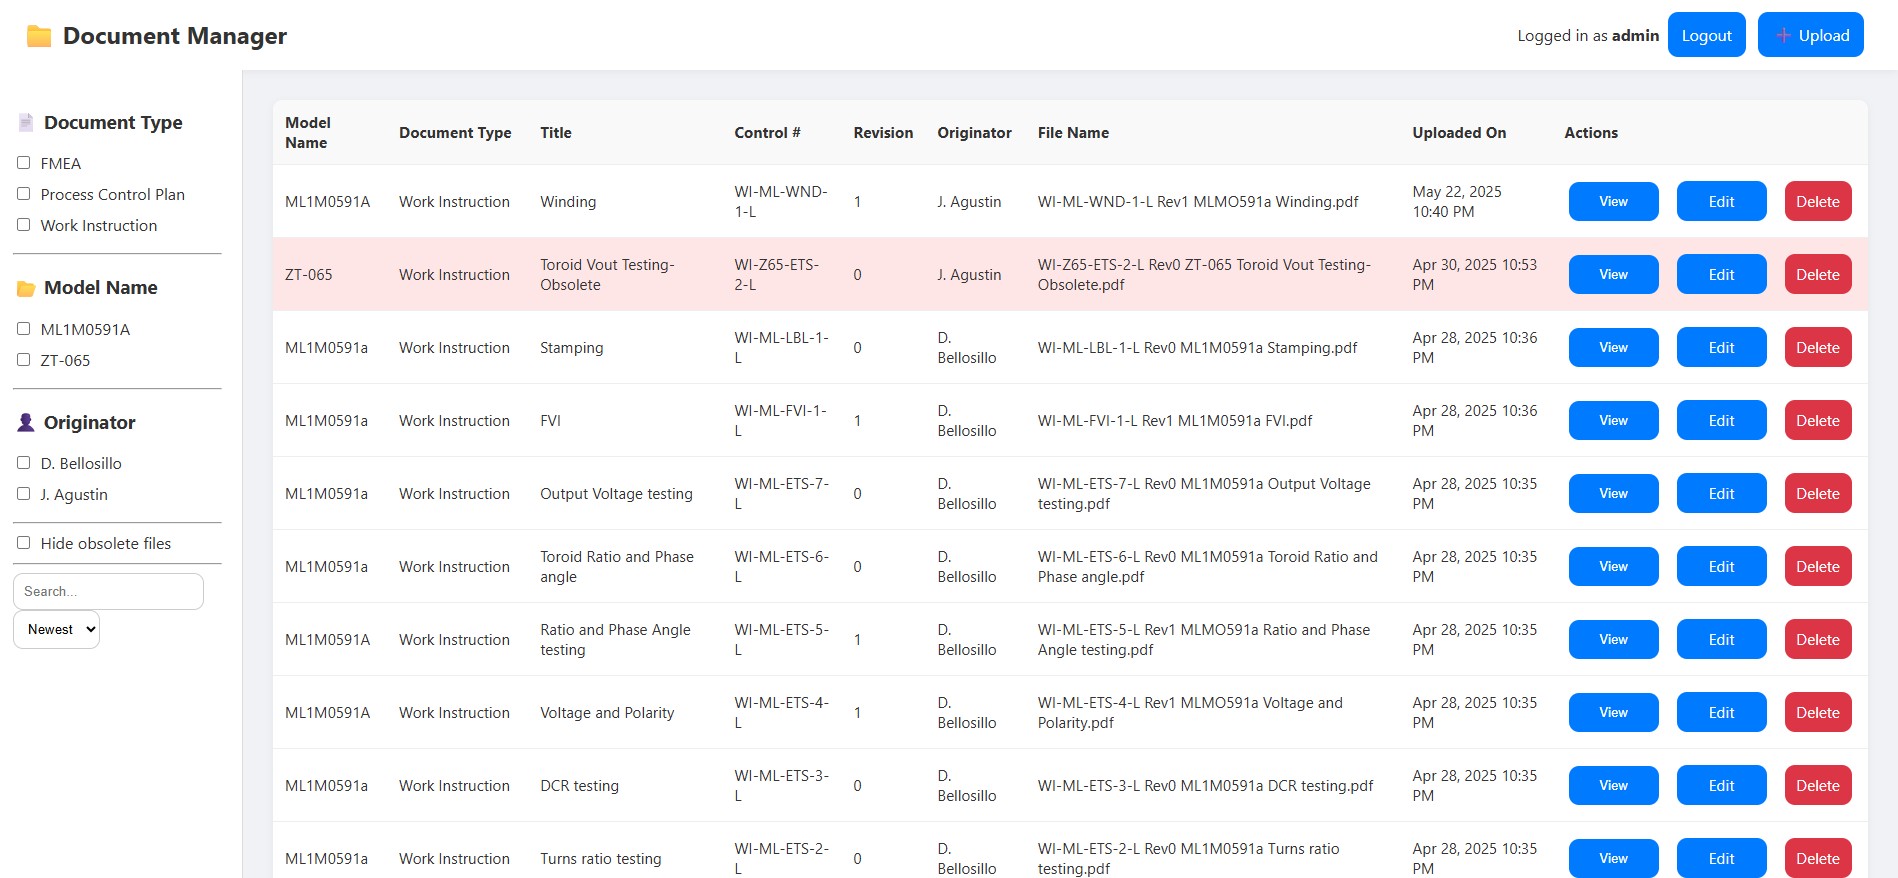 Document Manager
Logged in as admin
Logout
Upload
Document Type
FMEA
Process Control Plan
Work Instruction
Model Name
ML1M0591A
ZT-065
Originator
D. Bellosillo
J. Agustin
Hide obsolete files
Search...
Newest
Model
Name
Document Type
Title
Control #
Revision
Originator
File Name
Uploaded On
Actions
ML1M0591A
Work Instruction
Winding
WI-ML-WND-
1-L
1
J. Agustin
WI-ML-WND-1-L Rev1 MLMO591a Winding.pdf
May 22, 2025
10:40 PM
View
Edit
Delete
ZT-065
Work Instruction
Toroid Vout Testing-
Obsolete
WI-Z65-ETS-
2-L
0
J. Agustin
WI-Z65-ETS-2-L Rev0 ZT-065 Toroid Vout Testing-
Obsolete.pdf
Apr 30, 2025 10:53
PM
View
Edit
Delete
ML1M0591a
Work Instruction
Stamping
WI-ML-LBL-1-
L
0
D.
Bellosillo
WI-ML-LBL-1-L Rev0 ML1M0591a Stamping.pdf
Apr 28, 2025 10:36
PM
View
Edit
Delete
ML1M0591a
Work Instruction
FVI
WI-ML-FVI-1-
L
1
D.
Bellosillo
WI-ML-FVI-1-L Rev1 ML1M0591a FVI.pdf
Apr 28, 2025 10:36
PM
View
Edit
Delete
ML1M0591a
Work Instruction
Output Voltage testing
WI-ML-ETS-7-
L
0
D.
Bellosillo
WI-ML-ETS-7-L Rev0 ML1M0591a Output Voltage
testing.pdf
Apr 28, 2025 10:35
PM
View
Edit
Delete
ML1M0591a
Work Instruction
Toroid Ratio and Phase
angle
WI-ML-ETS-6-
L
0
D.
Bellosillo
WI-ML-ETS-6-L Rev0 ML1M0591a Toroid Ratio and
Phase angle.pdf
Apr 28, 2025 10:35
PM
View
Edit
Delete
ML1M0591A
Work Instruction
Ratio and Phase Angle
testing
WI-ML-ETS-5-
L
1
D.
Bellosillo
WI-ML-ETS-5-L Rev1 MLMO591a Ratio and Phase
Angle testing.pdf
Apr 28, 2025 10:35
PM
View
Edit
Delete
ML1M0591A
Work Instruction
Voltage and Polarity
WI-ML-ETS-4-
L
1
D.
Bellosillo
WI-ML-ETS-4-L Rev1 MLMO591a Voltage and
Polarity.pdf
Apr 28, 2025 10:35
PM
View
Edit
Delete
ML1M0591a
Work Instruction
DCR testing
WI-ML-ETS-3-
L
0
D.
Bellosillo
WI-ML-ETS-3-L Rev0 ML1M0591a DCR testing.pdf
Apr 28, 2025 10:35
PM
View
Edit
Delete
ML1M0591a
Work Instruction
Turns ratio testing
WI-ML-ETS-2-
L
0
D.
Bellosillo
WI-ML-ETS-2-L Rev0 ML1M0591a Turns ratio
testing.pdf
Apr 28, 2025 10:35
PM
View
Edit
Delete